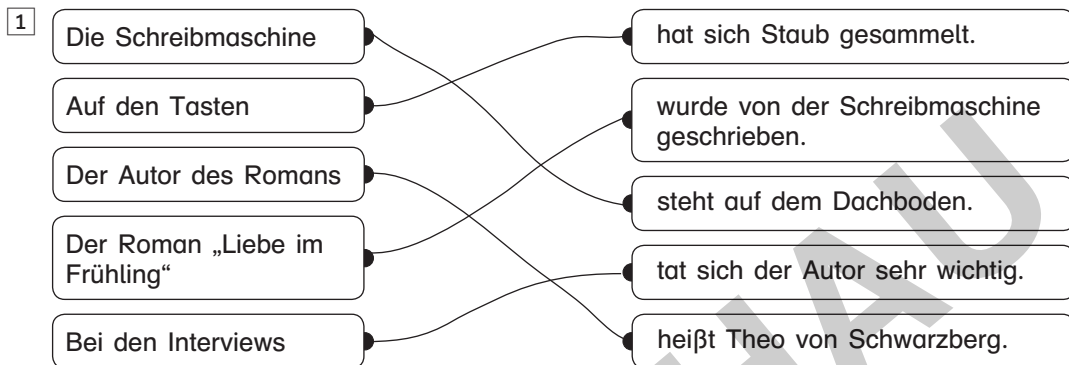 1
Die Schreibmaschine
Auf den Tasten
Der Autor des Romans
Der Roman „Liebe im
Frühling“
Bei den Interviews
hat sich Staub gesammelt.
wurde von der Schreibmaschine
geschrieben.
steht auf dem Dachboden.
tat sich der Autor sehr wichtig.
heißt Theo von Schwarzberg.